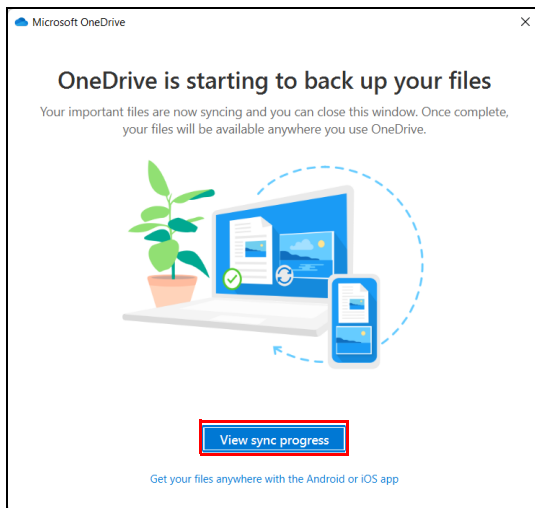 Microsoft OneDrive
OneDrive is starting to back up your files
Your important files are now syncing and you can close this window. Once complete,
your files will be available anywhere you use OneDrive.
View sync progress
Get your files anywhere with the Android or iOS app